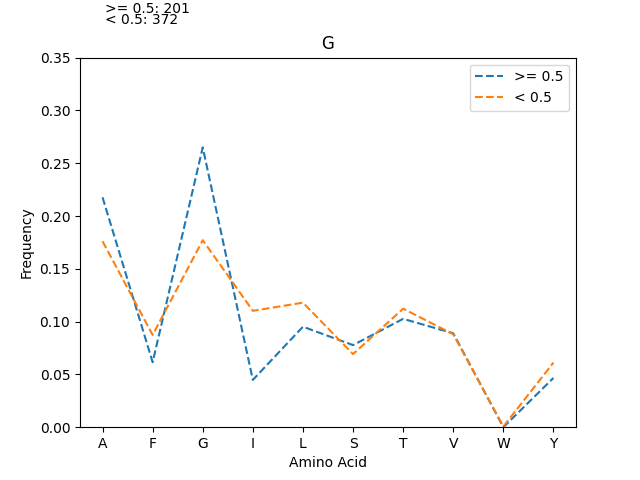 >= 0.5: 201
< 0.5: 372
G
0.35
0.30
0.25
0.20
0.15
0.10
0.05
0.00
Frequency
>= 0.5
< 0.5
A F G I L S T V W Y
Amino Acid